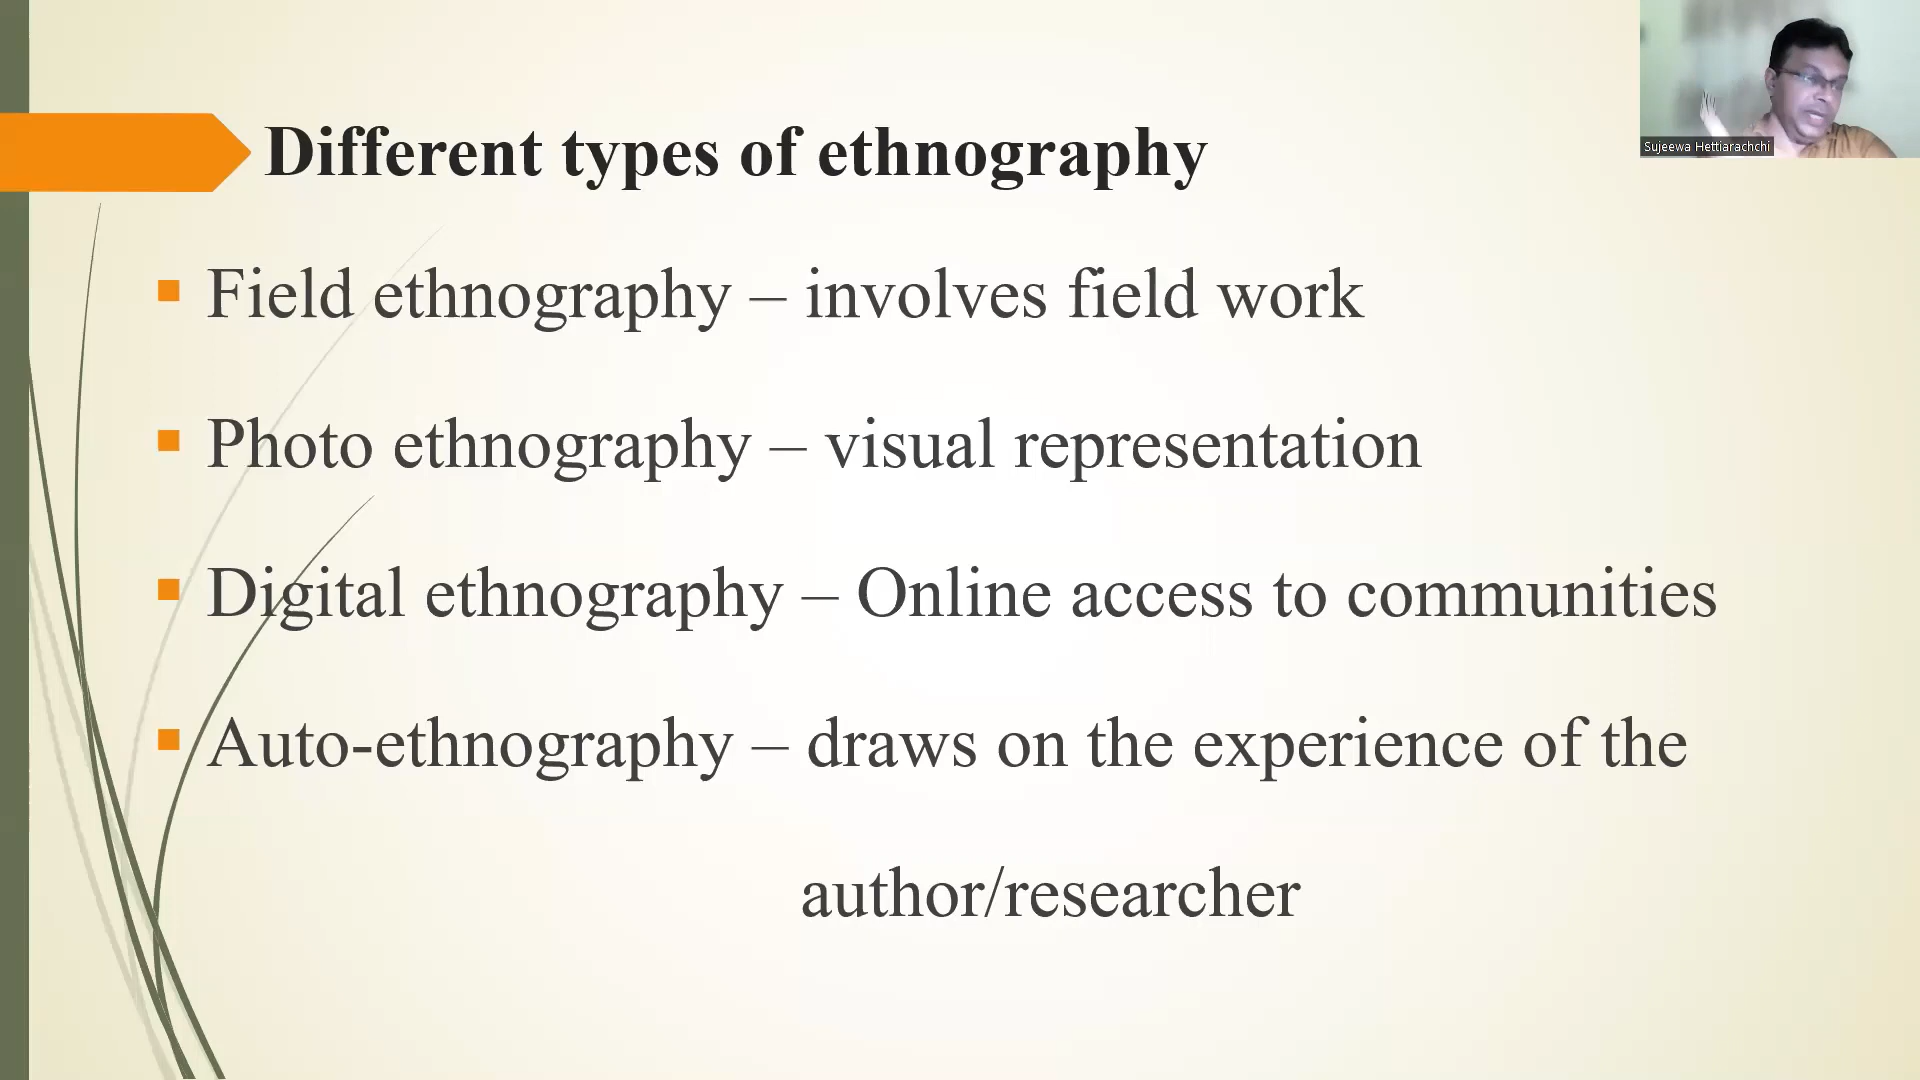 Different types of ethnography
Sujeewa Hettiarachchi
Field ethnography – involves field work
Photo ethnography – visual representation
Digital ethnography – Online access to communities
Auto-ethnography – draws on the experience of the
author/researcher